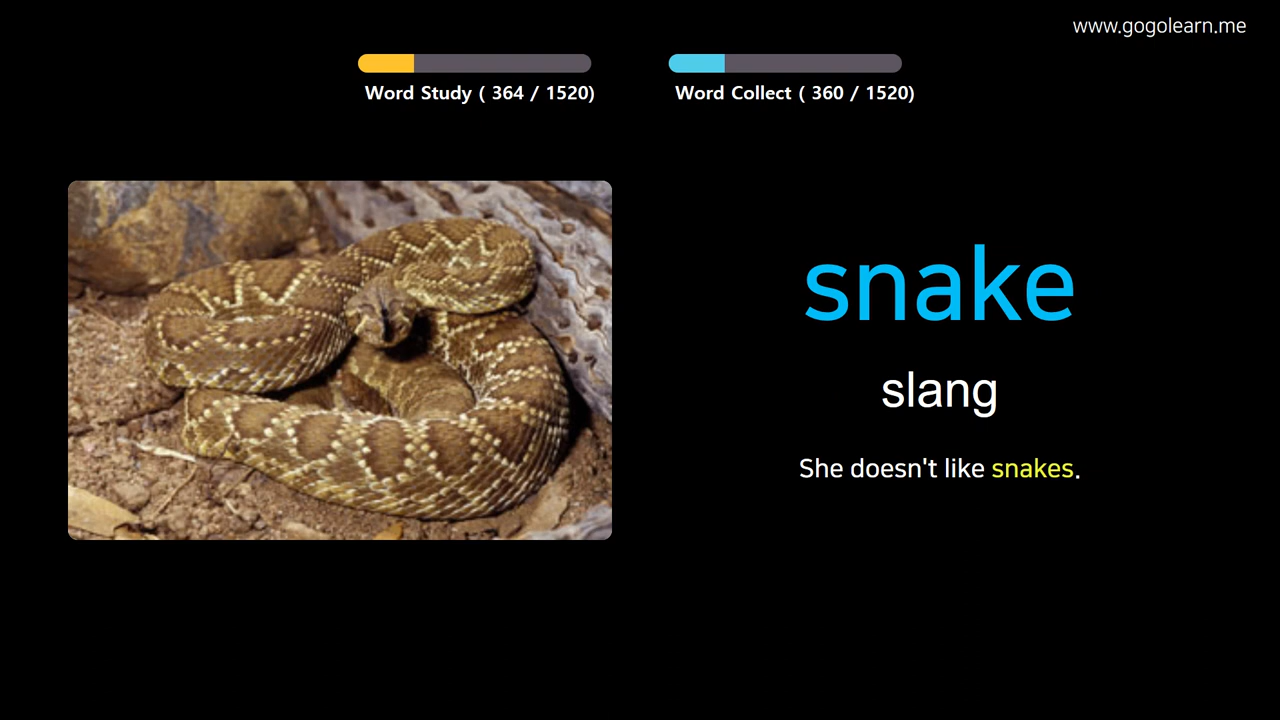 www.gogolearn.me
Word Study ( 364 / 1520)
Word Collect ( 360 / 1520)
snake
slang
She doesn't like snakes.